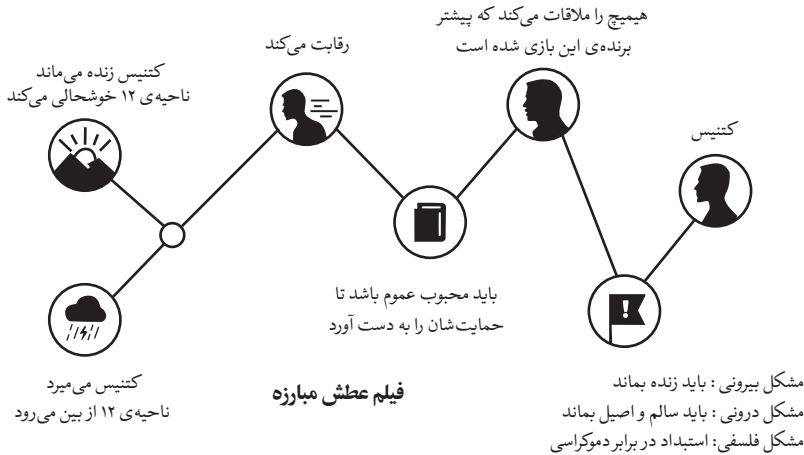 کتنیس
مشکل بیرونی : باید زنده بماند
مشکل درونی : باید سالم و اصیل بماند
مشکل فلسفی: استبداد در برابر دموکراسی
هیمیچ را ملاقات می‌کند که پیشتر
برنده‌ی این بازی شده است
باید محبوب عموم باشد تا
حمایت‌شان را به دست آورد
رقابت می‌کند
کتنیس زنده می‌ماند
ناحیه‌ی ۱۲ خوشحالی می‌کند
کتنیس می‌میرد
ناحیه‌ی ۱۲ از بین می‌رود
فیلم عطش مبارزه